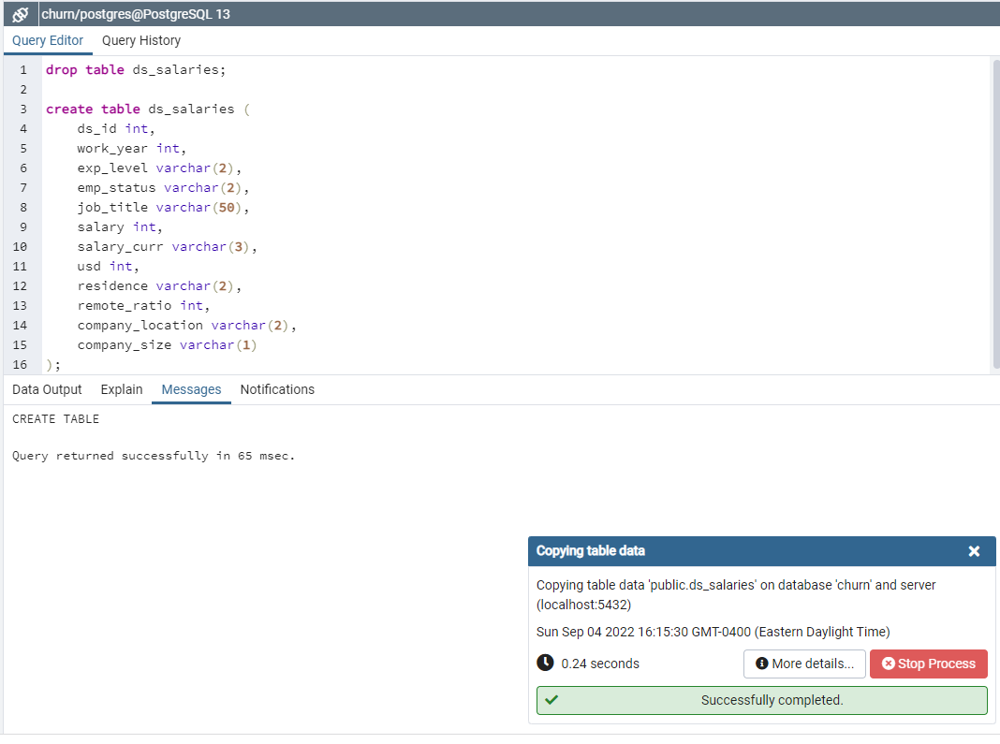 churn/postgres@PostgreSQL 13
Query Editor Query History
1 drop table ds_salaries;
2
3 create table ds_salaries (
4 ds_id int,
5 work_year int,
6 exp_level varchar(2),
7 emp_status varchar(2),
8 job_title varchar(50),
9 salary int,
10 salary_curr varchar(3),
11 usd int,
12 residence varchar(2),
13 remote_ratio int,
14 company_location varchar(2),
15 company_size varchar(1)
16 );
Data Output Explain Messages Notifications
CREATE TABLE
Query returned successfully in 65 msec.
Copying table data
Copying table data 'public.ds_salaries' on database 'churn' and server
(localhost:5432)
Sun Sep 04 2022 16:15:30 GMT-0400 (Eastern Daylight Time)
0.24 seconds More details... Stop Process
Successfully completed.